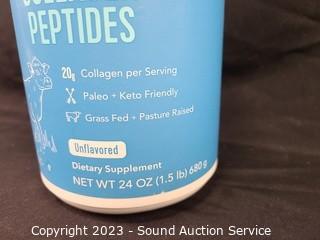 PEPTIDES
20g Collagen per Serving
Paleo + Keto Friendly
Grass Fed + Pasture Raised
Unflavored
Dietary Supplement
NET WT 24 OZ (1.5 lb) 680g
Copyright 2023 - Sound Auction Service